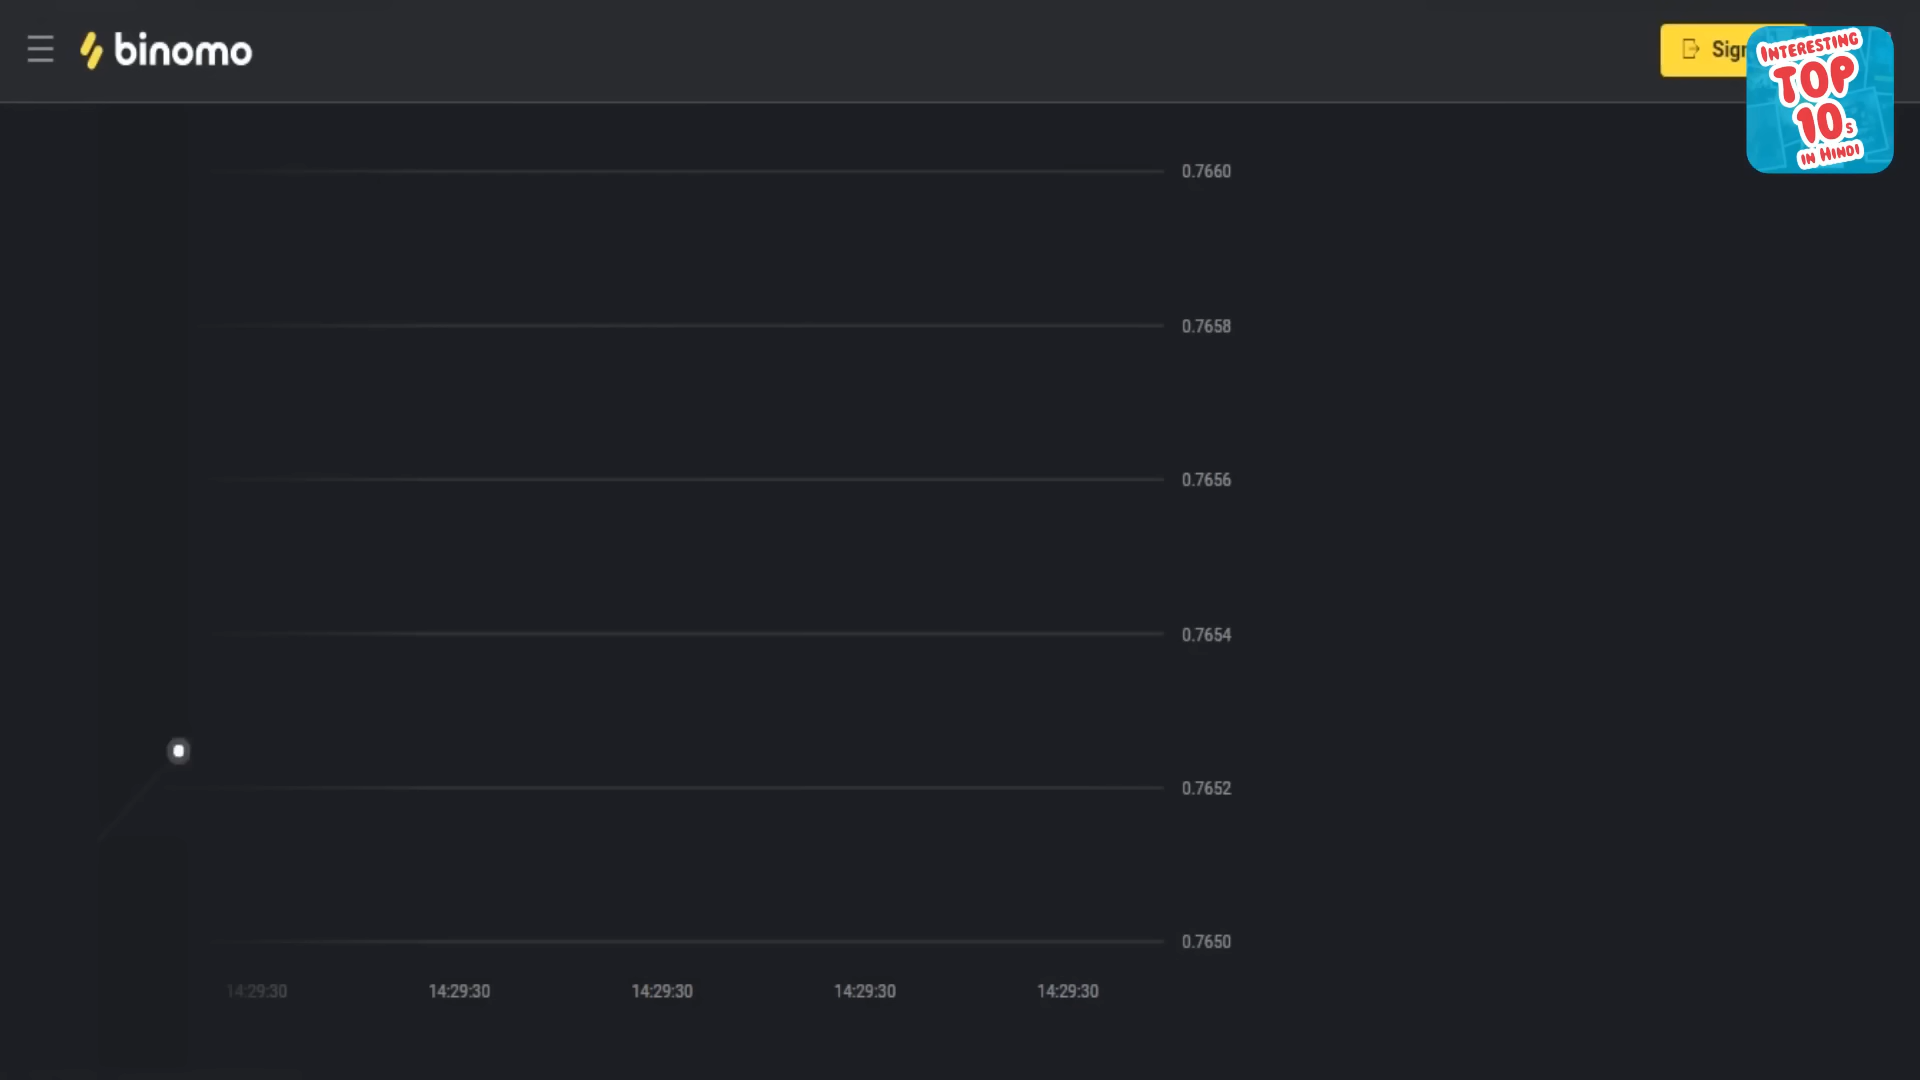 binomo
Sign
INTERESTING
TOP
10s
IN HINDI
0.7660
0.7658
0.7656
0.7654
0.7652
0.7650
14:29:30 14:29:30 14:29:30 14:29:30 14:29:30